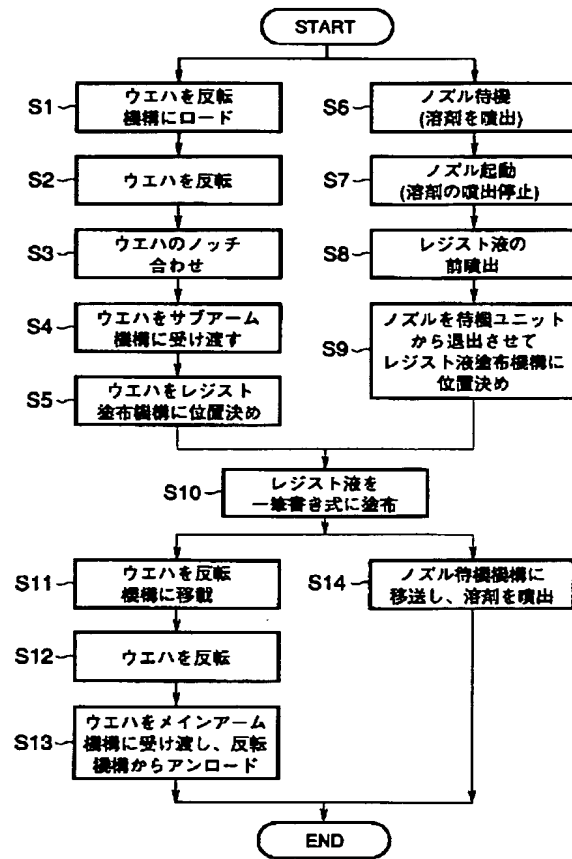 START
S1
ウエハを反転
機構にロード
S2
ウエハを反転
S3
ウエハのノッチ
合わせ
S4
ウエハをサブアーム
機構に受け渡す
S5
ウエハをレジスト
塗布機構に位置決め
S6
ノズル待機
(溶剤を噴出)
S7
ノズル起動
(溶剤の噴出停止)
S8
レジスト液の
前噴出
S9
ノズルを待機ユニット
から退出させて
レジスト液塗布機構に
位置決め
S10
レジスト液を
一筆書き式に塗布
S11
ウエハを反転
機構に移載
S12
ウエハを反転
S13
ウエハをメインアーム
機構に受け渡し、反転
機構からアンロード
S14
ノズル待機機構に
移送し、溶剤を噴出
END